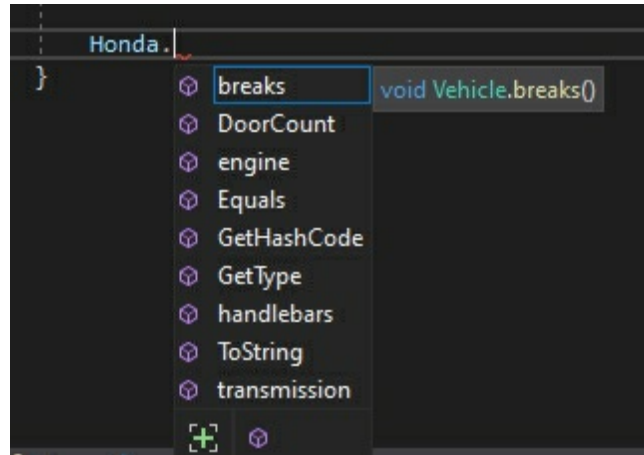 Honda.
}
breaks
void Vehicle.breaks()
DoorCount
engine
Equals
GetHashCode
GetType
handlebars
ToString
transmission